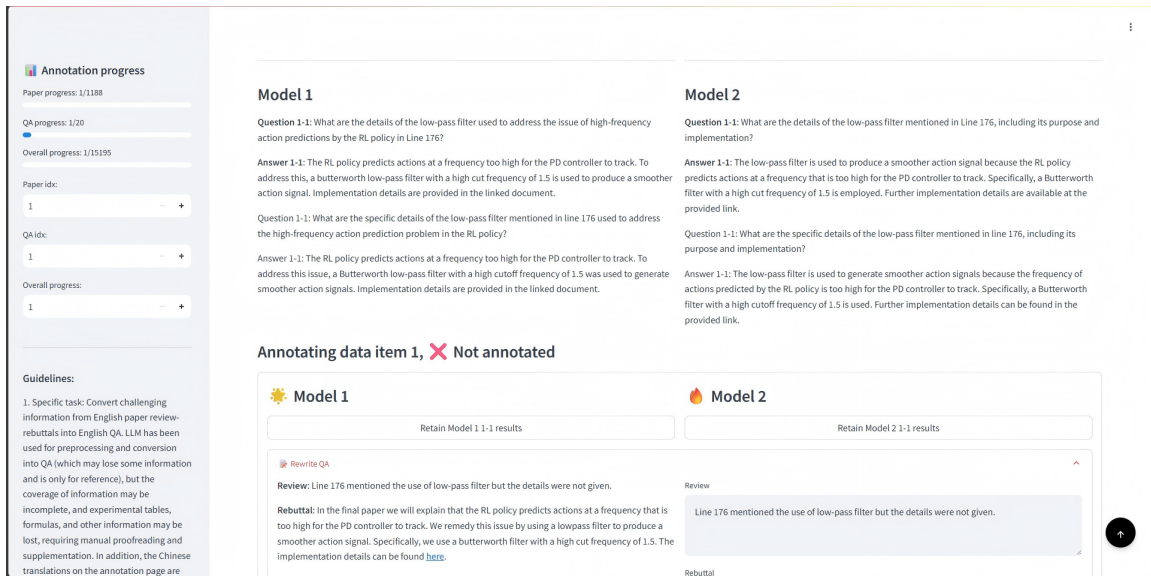 Annotation progress
Paper progress: 1/1188
QA progress: 1/20
Overall progress: 1/15195
Paper idx:
1
QA idx:
1
Overall progress:
1
Guidelines:
1. Specific task: Convert challenging
information from English paper review-
rebuttals into English QA. LLM has been
used for preprocessing and conversion
into QA (which may lose some information
and is only for reference), but the
coverage of information may be
incomplete, and experimental tables,
formulas, and other information may be
lost, requiring manual proofreading and
supplementation. In addition, the Chinese
translations on the annotation page are
Model 1
Question 1-1: What are the details of the low-pass filter used to address the issue of high-frequency
action predictions by the RL policy in Line 176?
Answer 1-1: The RL policy predicts actions at a frequency too high for the PD controller to track. To
address this, a butterworth low-pass filter with a high cut frequency of 1.5 is used to produce a smoother
action signal. Implementation details are provided in the linked document.
Question 1-1: What are the specific details of the low-pass filter mentioned in line 176 used to address
the high-frequency action prediction problem in the RL policy?
Answer 1-1: The RL policy predicts actions at a frequency too high for the PD controller to track. To
address this issue, a Butterworth low-pass filter with a high cutoff frequency of 1.5 was used to generate
smoother action signals. Implementation details are provided in the linked document.
Model 2
Question 1-1: What are the details of the low-pass filter mentioned in Line 176, including its purpose and
implementation?
Answer 1-1: The low-pass filter is used to produce a smoother action signal because the RL policy
predicts actions at a frequency that is too high for the PD controller to track. Specifically, a Butterworth
filter with a high cut frequency of 1.5 is employed. Further implementation details are available at the
provided link.
Question 1-1: What are the specific details of the low-pass filter mentioned in line 176, including its
purpose and implementation?
Answer 1-1: The low-pass filter is used to generate smoother action signals because the frequency of
actions predicted by the RL policy is too high for the PD controller to track. Specifically, a Butterworth
filter with a high cutoff frequency of 1.5 is used. Further implementation details can be found in the
provided link.
Annotating data item 1, ❌ Not annotated
Model 1
Model 2
Retain Model 1 1-1 results
Retain Model 2 1-1 results
Rewrite QA
Review: Line 176 mentioned the use of low-pass filter but the details were not given.
Rebuttal: In the final paper we will explain that the RL policy predicts actions at a frequency that is
too high for the PD controller to track. We remedy this issue by using a lowpass filter to produce a
smoother action signal. Specifically, we use a butterworth filter with a high cut frequency of 1.5. The
implementation details can be found here.
Review
Line 176 mentioned the use of low-pass filter but the details were not given.
Rebuttal